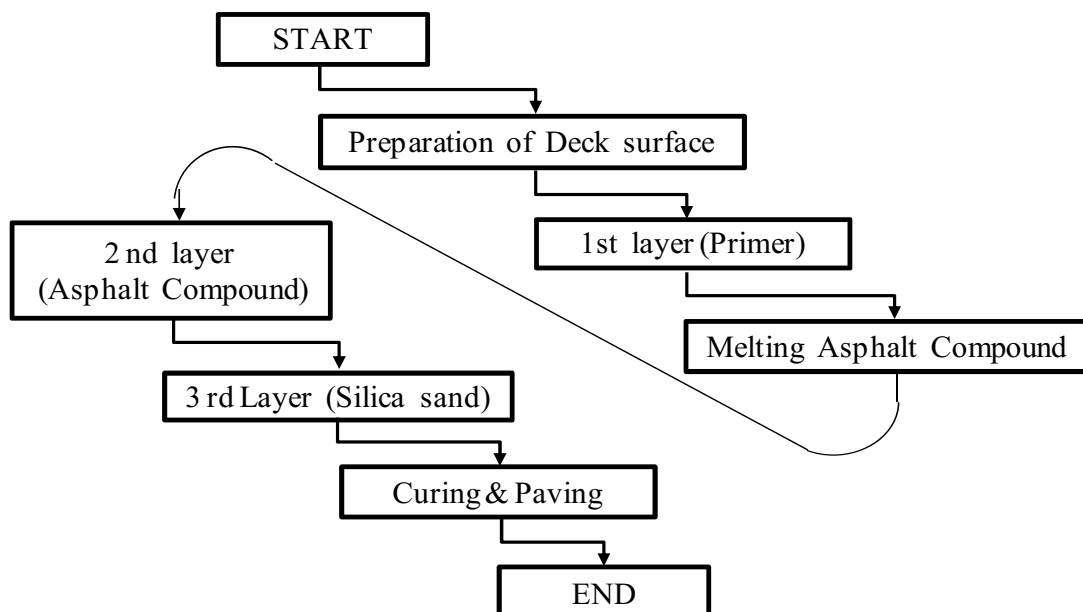 START
Preparation of Deck surface
1st layer (Primer)
Melting Asphalt Compound
2 nd layer
(Asphalt Compound)
3 rd Layer (Silica sand)
Curing & Paving
END